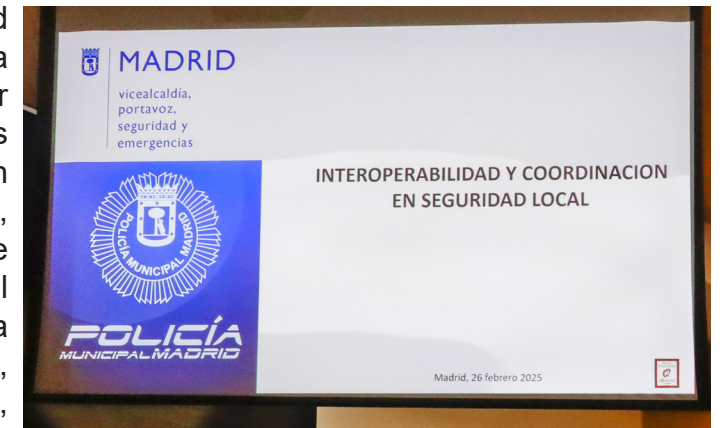 d
a
r
s
n
,
e
l
a
,
,
MADRID
vicealcaldía,
portavoz,
seguridad y
emergencias
POLICÍA MUNICIPAL MADRID
POLICÍA
MUNICIPAL MADRID
INTEROPERABILIDAD Y COORDINACION
EN SEGURIDAD LOCAL
Madrid, 26 febrero 2025